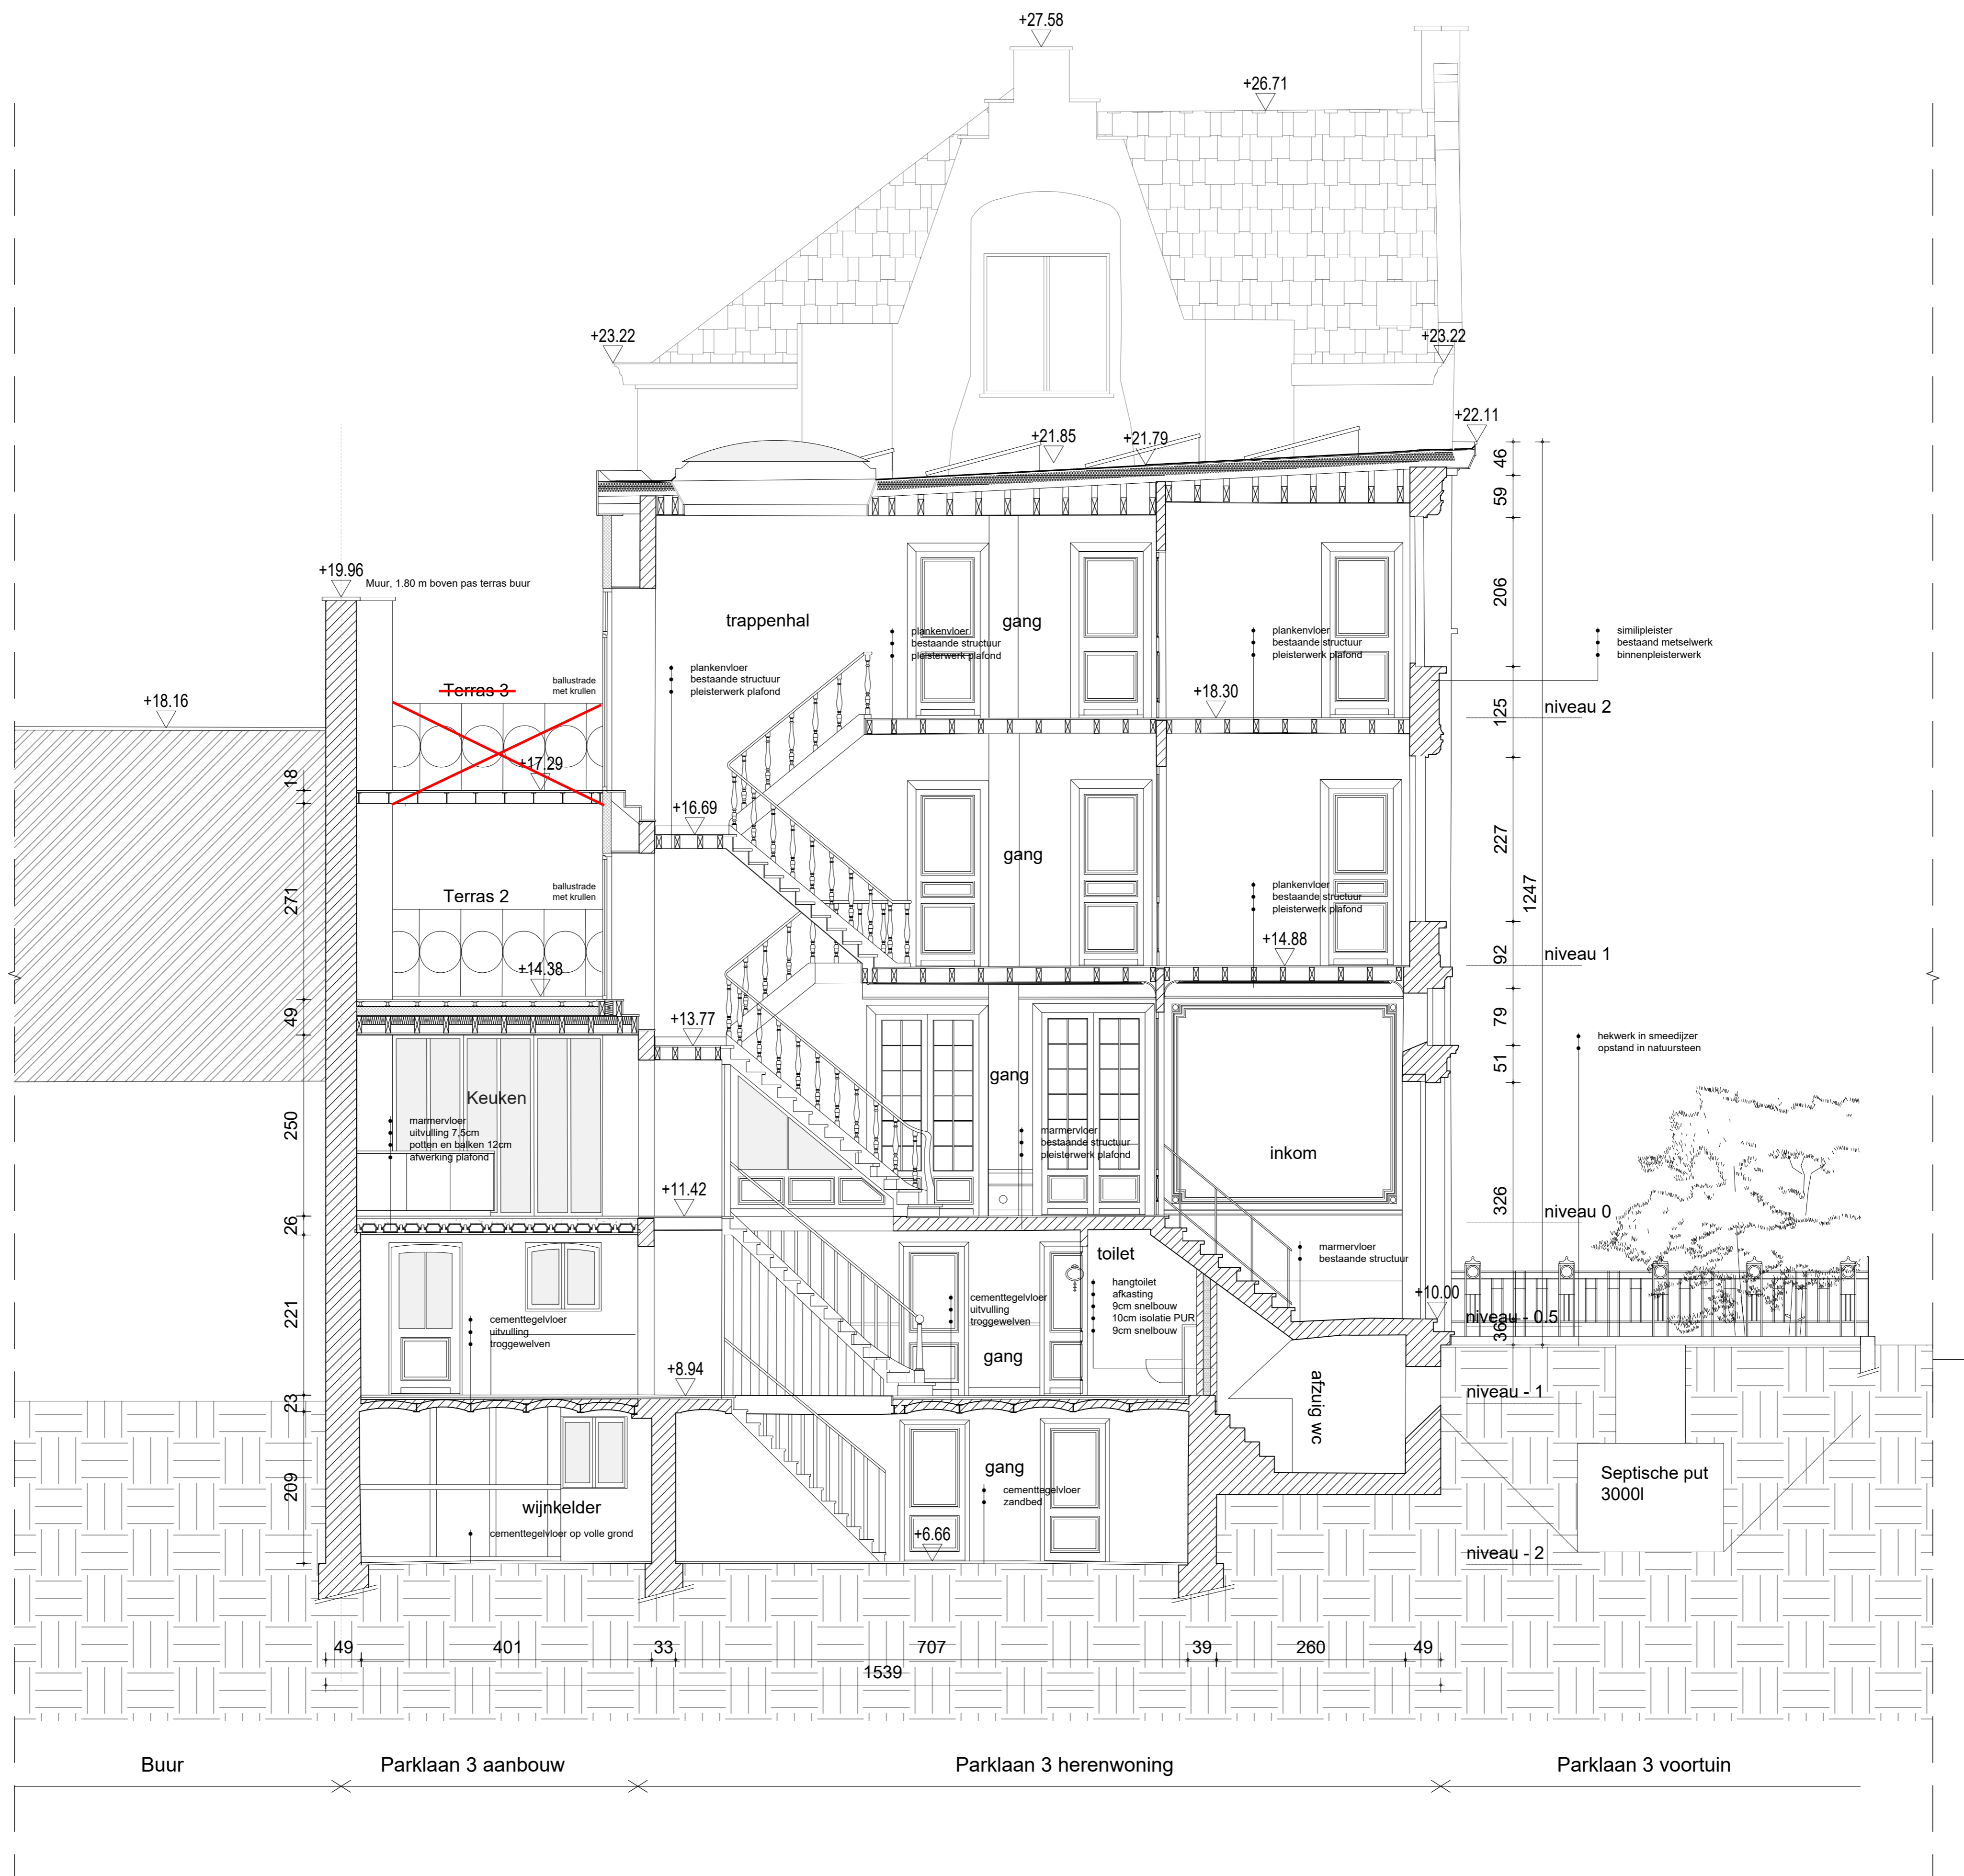 +27.58
+26.71
+23.22
+23.22
+22.11
+21.85
+21.79
46
59
206
125
227
1247
92
79
51
326
36
+19.96
Muur, 1.80 m boven pas terras buur
trappenhal
gang
plankenvloer
bestaande structuur
pleisterwerk plafond
plankenvloer
bestaande structuur
pleisterwerk plafond
plankenvloer
bestaande structuur
pleisterwerk plafond
similipleister
bestaand metselwerk
binnenpleisterwerk
Terras 3
ballustrade
met krullen
+18.16
+18.30
niveau 2
+17.29
18
+16.69
gang
271
Terras 2
ballustrade
met krullen
plankenvloer
bestaande structuur
pleisterwerk plafond
+14.88
niveau 1
+14.38
49
+13.77
hekwerk in smeedijzer
opstand in natuursteen
gang
Keuken
250
marmervloer
uitvulling 7,5cm
potten en balken 12cm
afwerking plafond
marmervloer
bestaande structuur
pleisterwerk plafond
inkom
+11.42
niveau 0
26
toilet
marmervloer
bestaande structuur
hangtoilet
afkasting
9cm snelbouw
10cm isolatie PUR
9cm snelbouw
cementtegelvloer
uitvulling
troggewelven
+10.00
niveau - 0.5
221
cementtegelvloer
uitvulling
troggewelven
gang
+8.94
afzuig wc
niveau - 1
23
gang
209
wijnkelder
cementtegelvloer
zandbed
Septische put
3000l
cementtegelvloer op volle grond
+6.66
niveau - 2
49
401
33
707
39
260
49
1539
Buur
Parklaan 3 aanbouw
Parklaan 3 herenwoning
Parklaan 3 voortuin